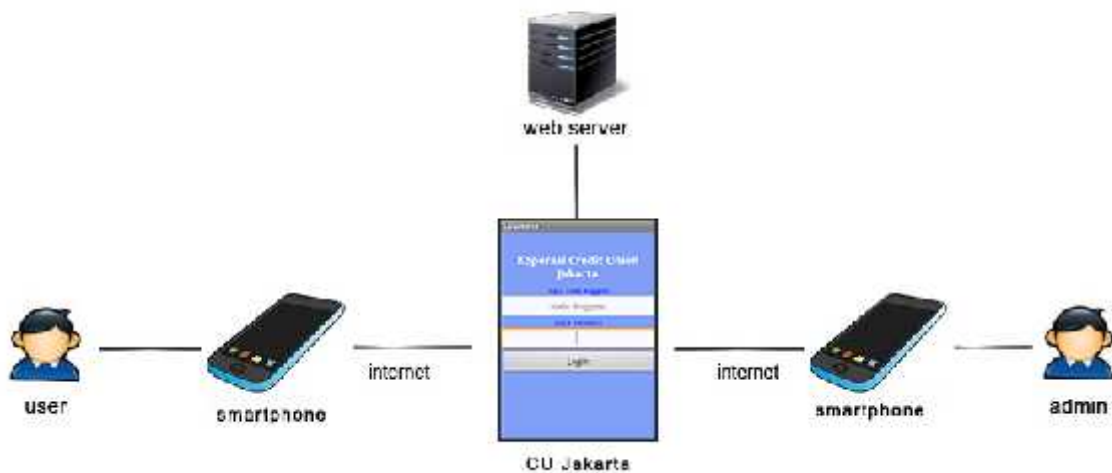 web server
Koperasi Credit Union
Jakarta
Login
internet
internet
user
smartphone
smartphone
admin
CU Jakarta